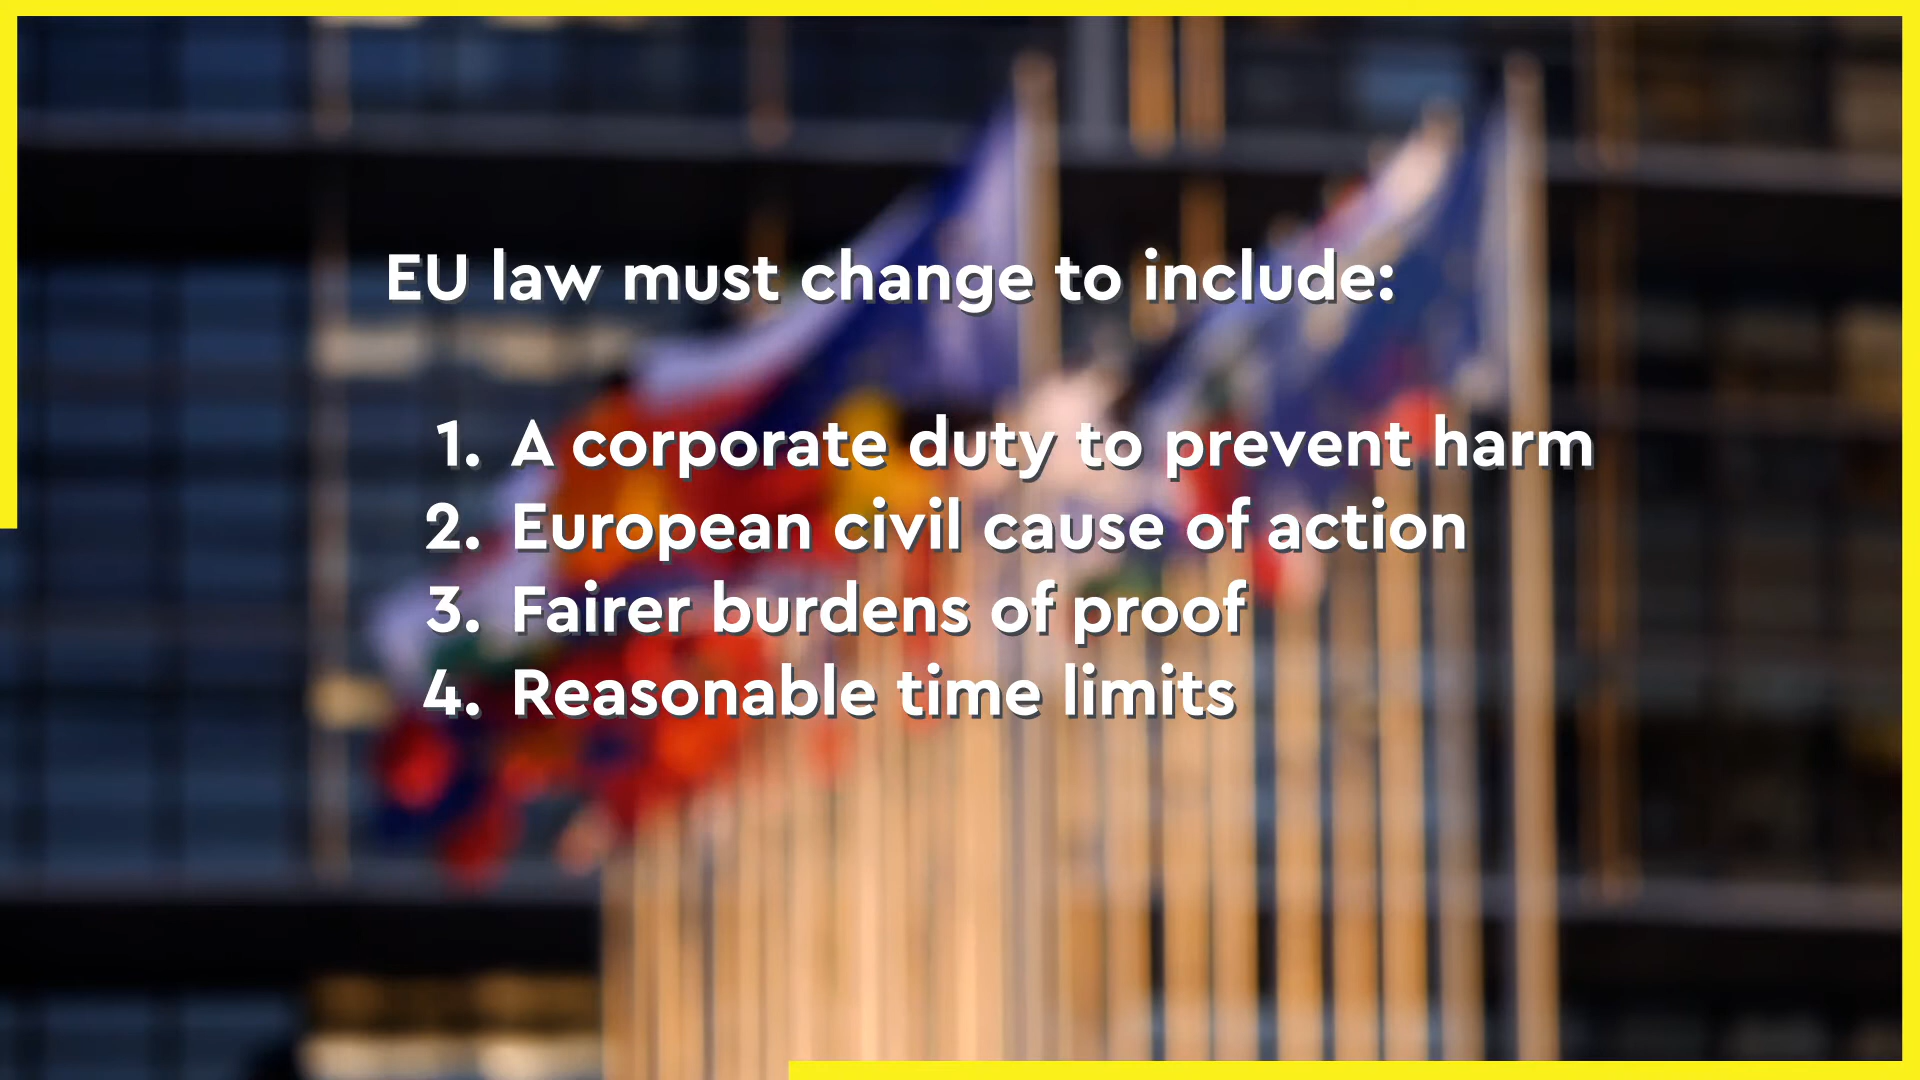 EU law must change to include:
1. A corporate duty to prevent harm
2. European civil cause of action
3. Fairer burdens of proof
4. Reasonable time limits